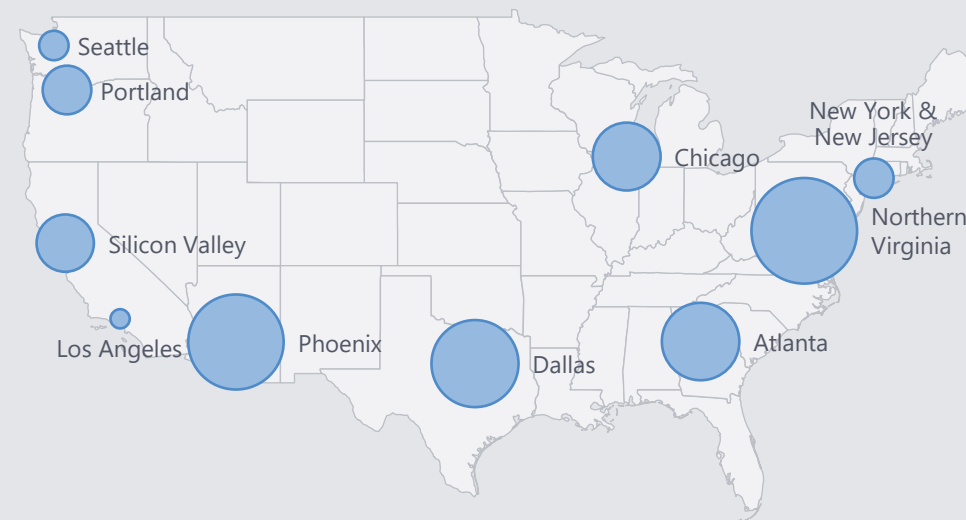 Seattle
Portland
New York &
New Jersey
Chicago
Northern
Virginia
Silicon Valley
Los Angeles
Phoenix
Dallas
Atlanta